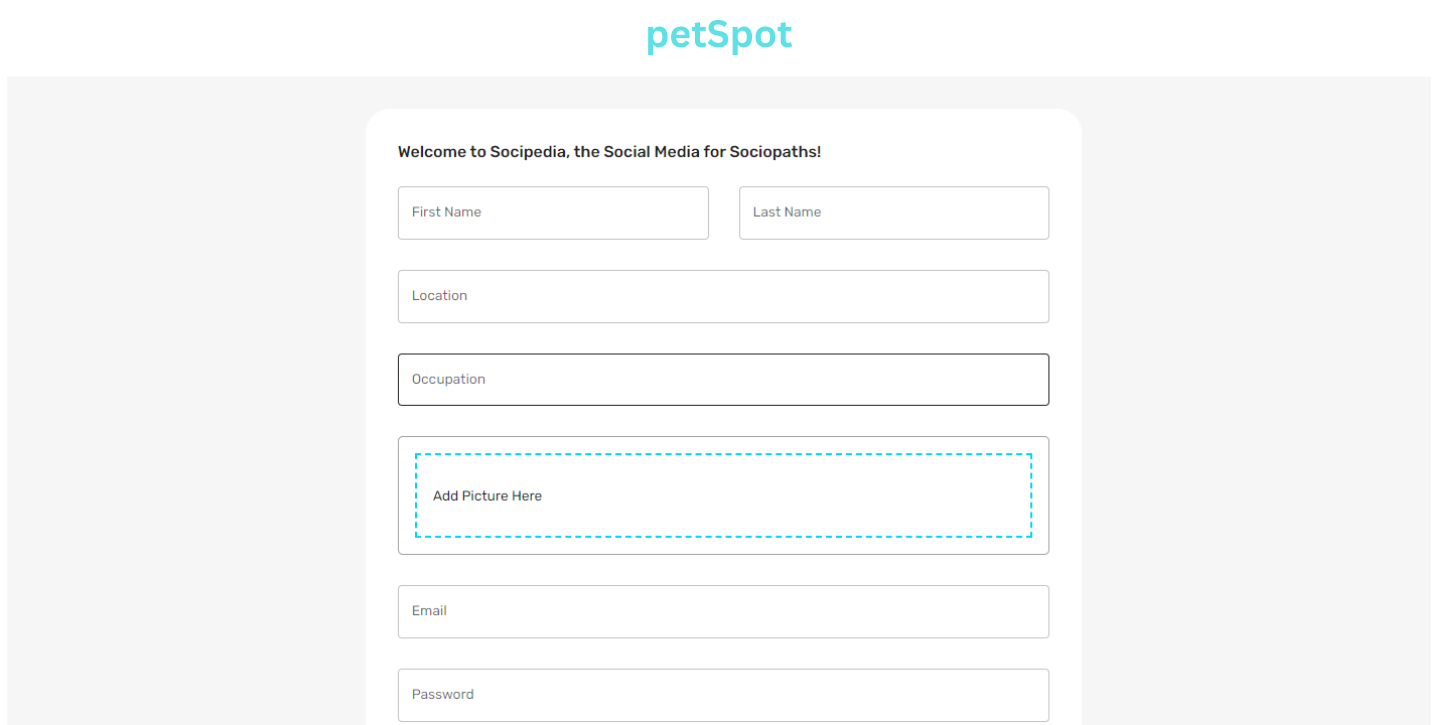 petSpot
Welcome to Socipedia, the Social Media for Sociopaths!
First Name
Last Name
Location
Occupation
Add Picture Here
Email
Password